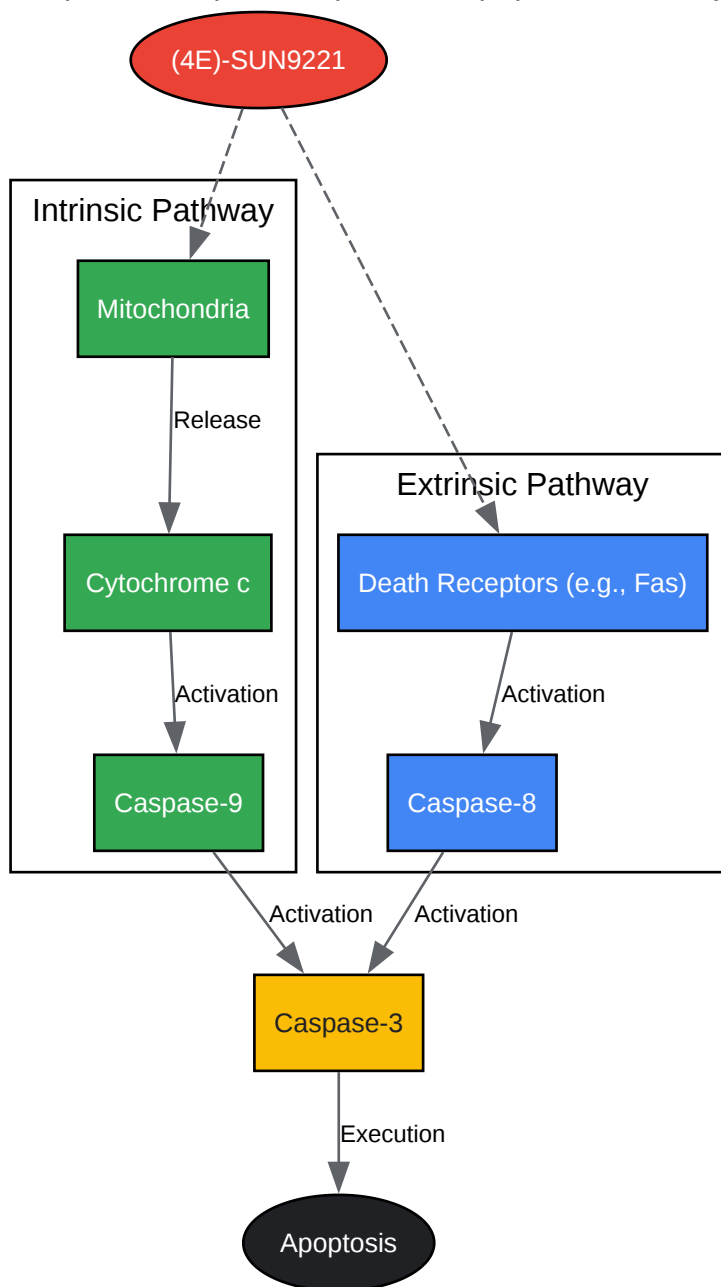 (4E)-SUN9221
Intrinsic Pathway
Mitochondria
Release
Extrinsic Pathway
Cytochrome c
Death Receptors (e.g., Fas)
Activation
Activation
Caspase-9
Caspase-8
Activation
Activation
Caspase-3
Execution
Apoptosis